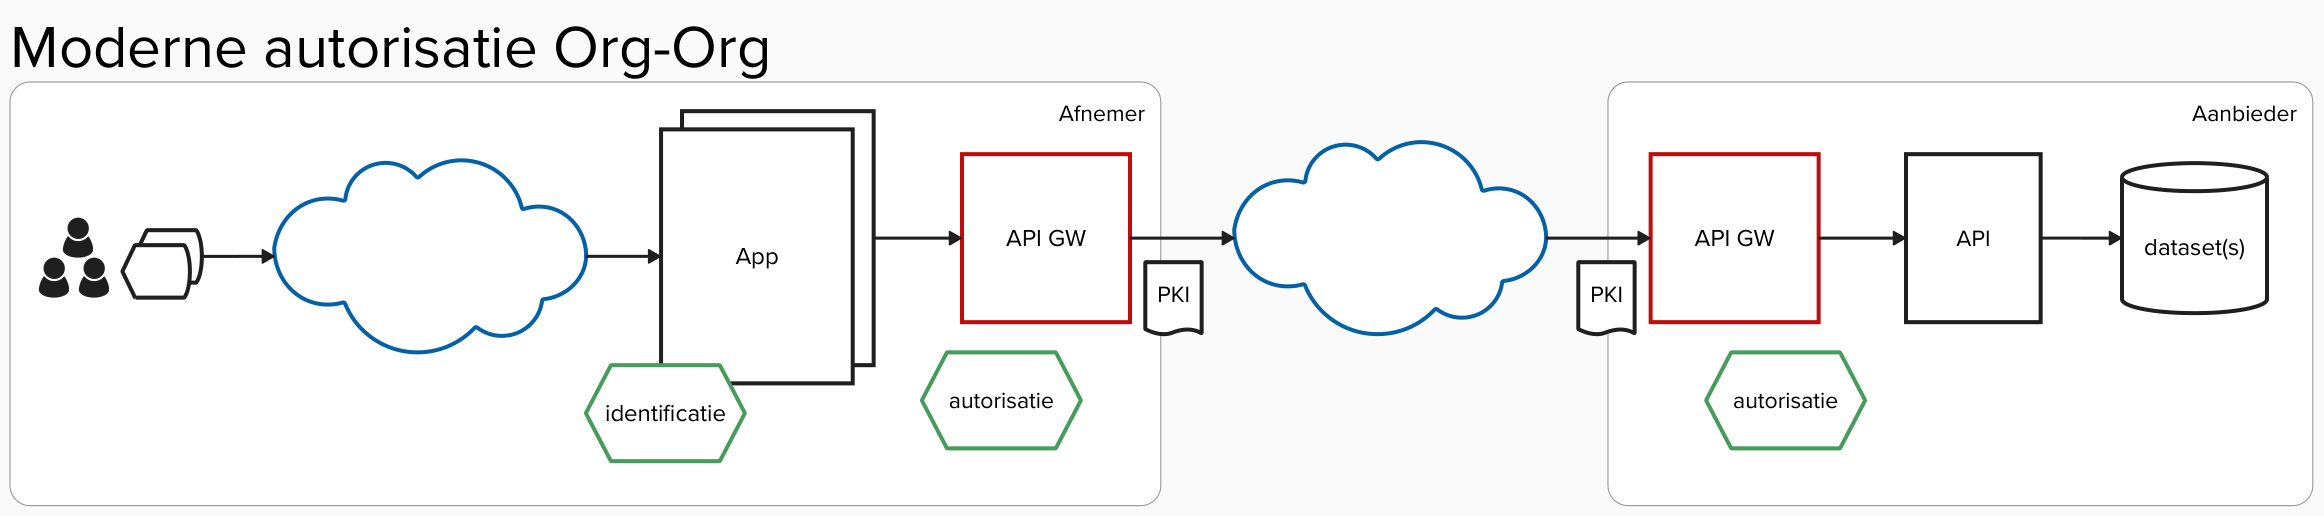 Moderne autorisatie Org-Org
Afnemer
Aanbieder
App
API GW
PKI
PKI
API GW
API
dataset(s)
identificatie
autorisatie
autorisatie